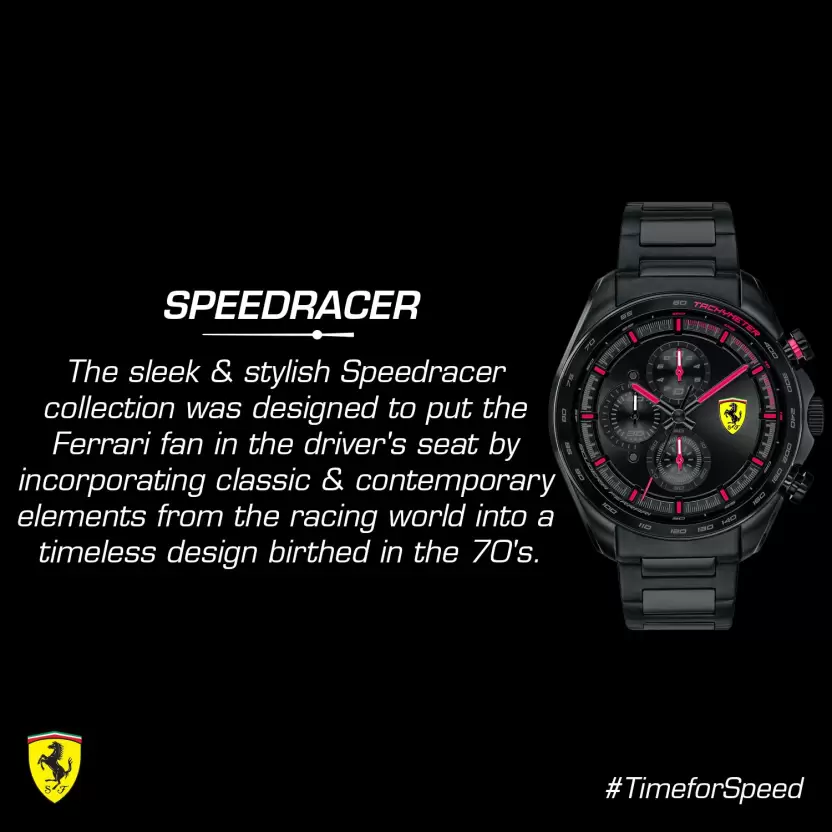 SPEEDRACER
The sleek & stylish Speedracer
collection was designed to put the
Ferrari fan in the driver's seat by
incorporating classic & contemporary
elements from the racing world into a
timeless design birthed in the 70's.
60 TACHYMETER
S F
#TimeforSpeed